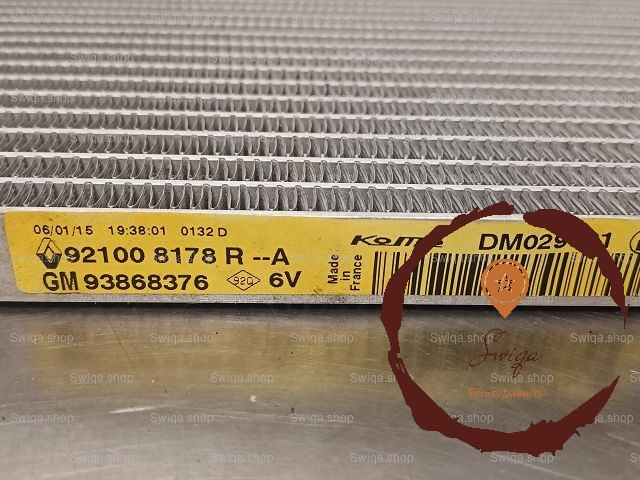 06/01/15 19:38:01 0132 D
92100 8178 R --A
GM 93868376 920 6V
Made
in
France
DM029
Swiqa
Swiqa.shop